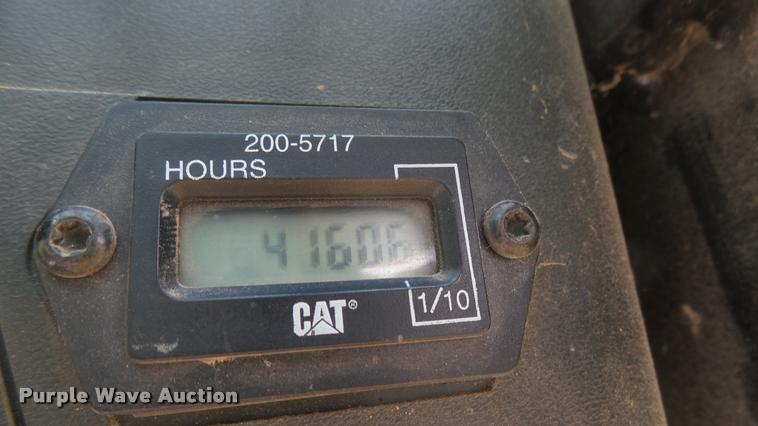 200-5717
HOURS
41606
CAT®
1/10
Purple Wave Auction